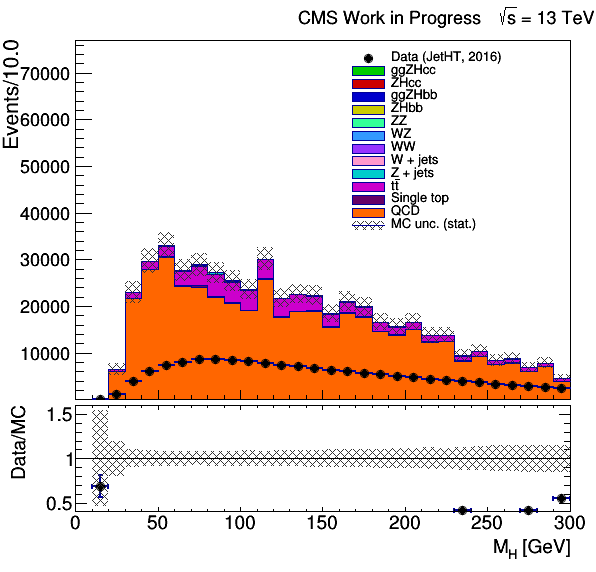 CMS Work in Progress √s = 13 TeV
Events/10.0
70000
60000
50000
40000
30000
20000
10000
Data (JetHT, 2016)
ggZHcc
ZHcc
ggZHbb
ZHbb
ZZ
WZ
WW
W + jets
Z + jets
tt̄
Single top
QCD
MC unc. (stat.)
Data/MC
1.5
1
0.5
0 50 100 150 200 250 300
M_H [GeV]